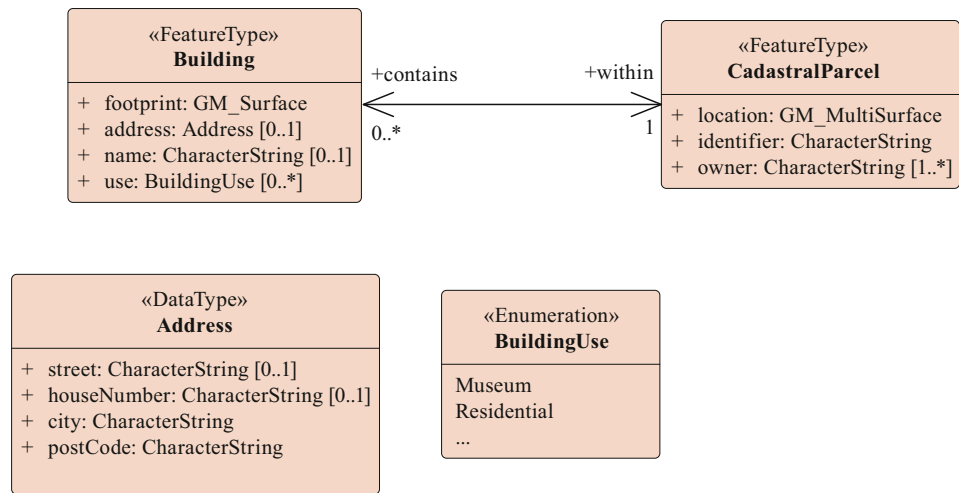 «FeatureType»
Building
+ footprint: GM_Surface
+ address: Address [0..1]
+ name: CharacterString [0..1]
+ use: BuildingUse [0..*]
+contains
0..*
+within
1
«FeatureType»
CadastralParcel
+ location: GM_MultiSurface
+ identifier: CharacterString
+ owner: CharacterString [1..*]
«DataType»
Address
+ street: CharacterString [0..1]
+ houseNumber: CharacterString [0..1]
+ city: CharacterString
+ postCode: CharacterString
«Enumeration»
BuildingUse
Museum
Residential
...